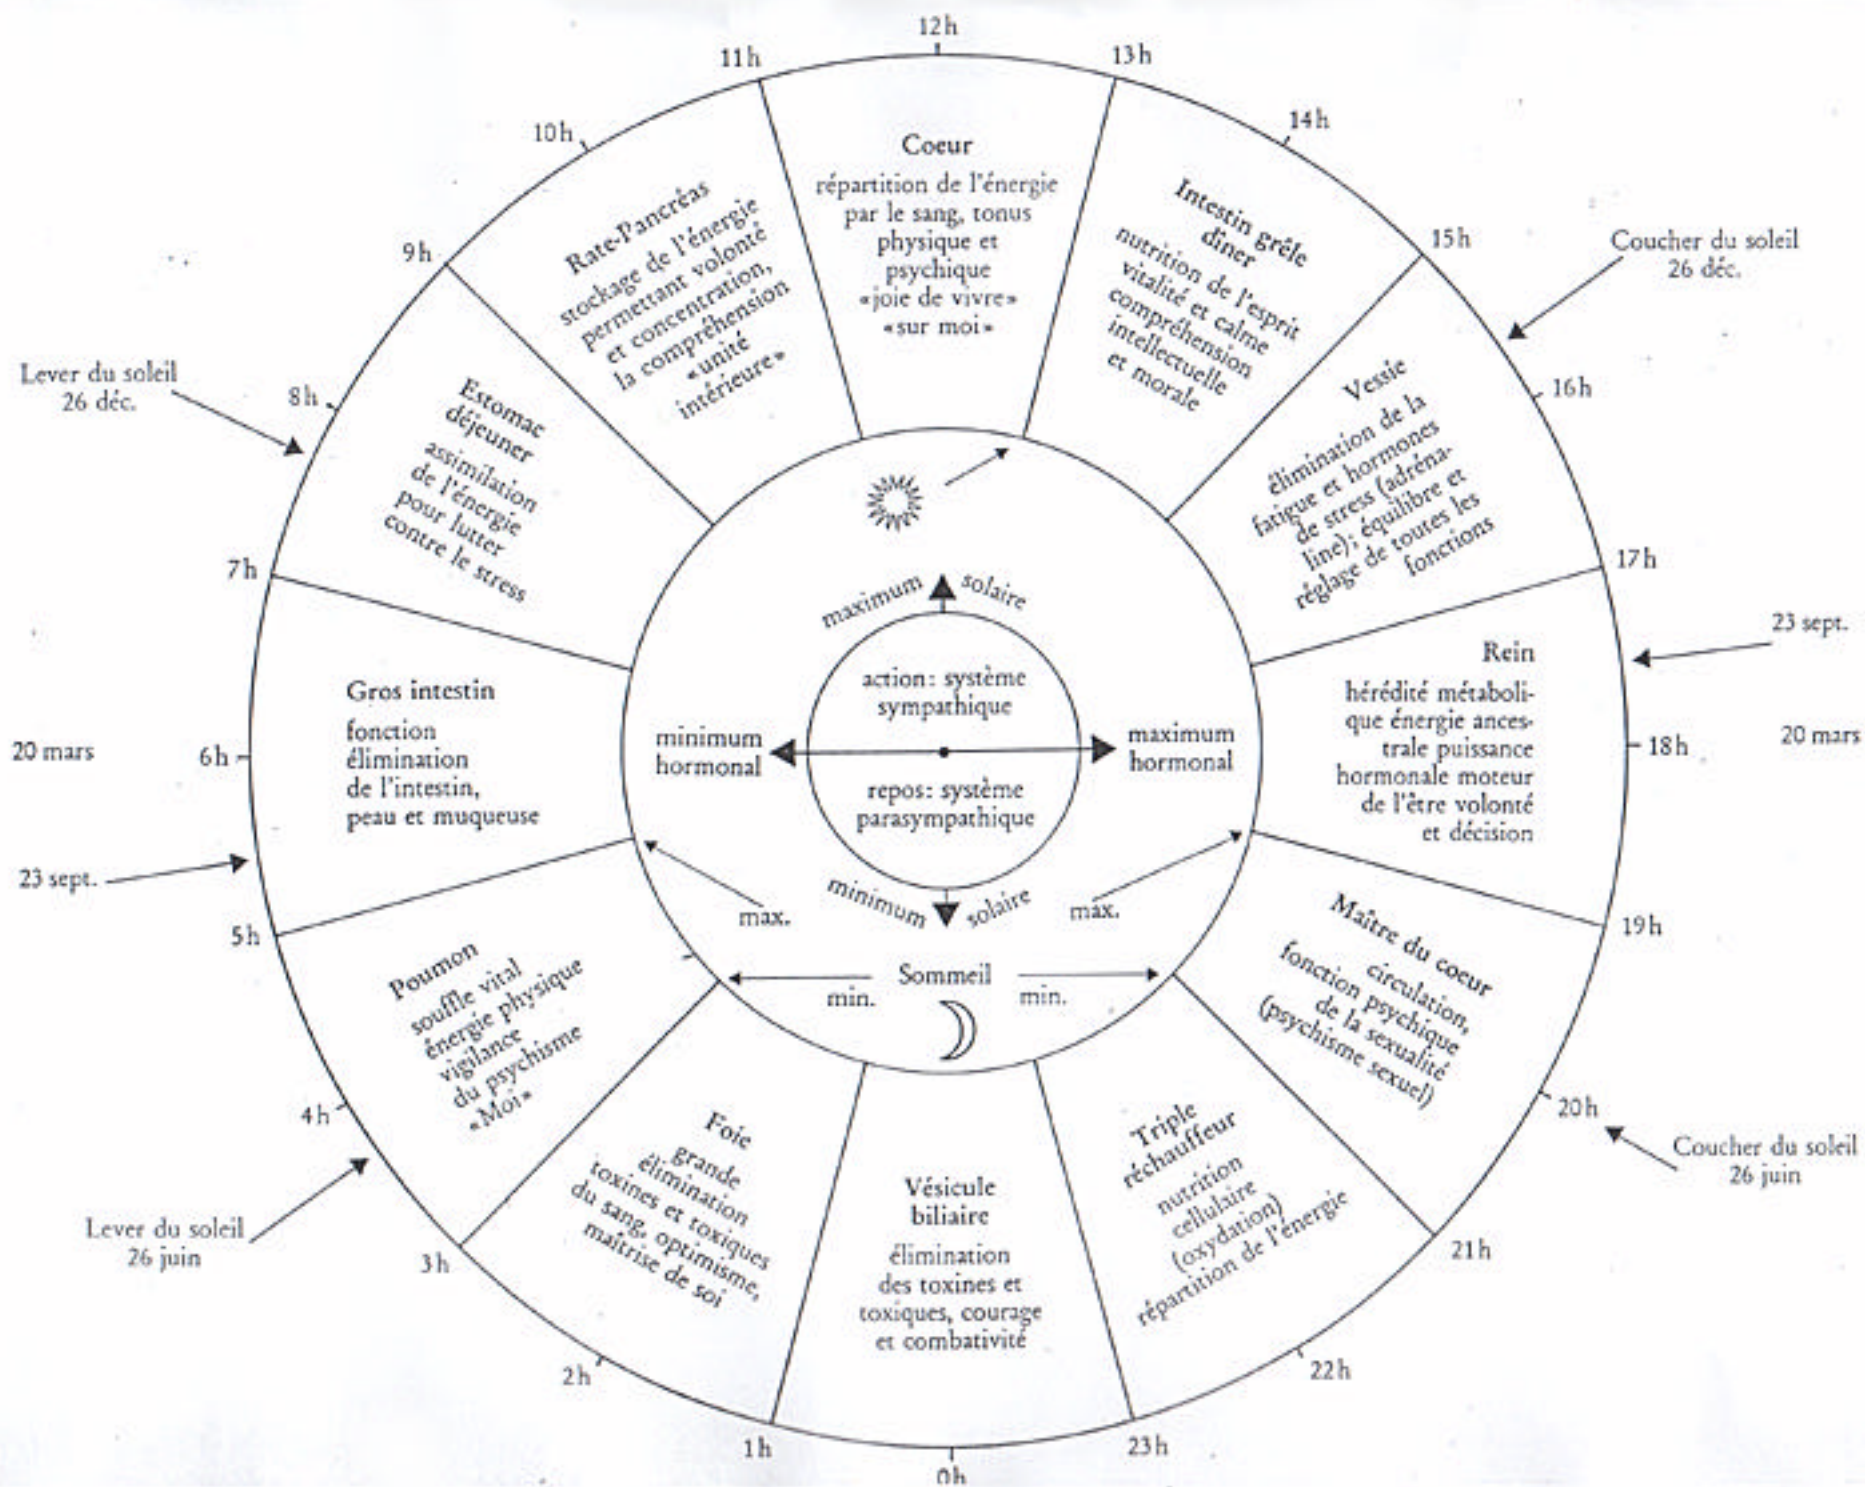 12h
13h
14h
15h
16h
17h
18h
19h
20h
21h
22h
23h
0h
1h
2h
3h
4h
5h
6h
7h
8h
9h
10h
11h
Coeur
répartition de l'énergie
par le sang, tonus
physique et
psychique
«joie de vivre»
«sur moi»
Intestin grêle
dîner
nutrition de l'esprit
vitalité et calme
compréhension
intellectuelle
et morale
Vessie
élimination de la
fatigue et hormones
de stress (adréna-
line); équilibre et
réglage de toutes les
fonctions
Rein
hérédité métaboli-
que énergie ances-
trale puissance
hormonale moteur
de l'être volonté
et décision
Maître du coeur
circulation,
fonction psychique
de la sexualité
(psychisme sexuel)
Triple
réchauffeur
nutrition
cellulaire
(oxydation)
répartition de l'énergie
Vésicule
biliaire
élimination
des toxines et
toxiques, courage
et combativité
Foie
grande
élimination
toxines et toxiques
du sang, optimisme,
maîtrise de soi
Poumon
souffle vital
énergie physique
vigilance
du psychisme
«Moi»
Gros intestin
fonction
élimination
de l'intestin,
peau et muqueuse
Estomac
déjeuner
assimilation
de l'énergie
pour lutter
contre le stress
Rate-Pancréas
stockage de l'énergie
permettant volonté
et concentration,
la compréhension
«unité
intérieure»
Coucher du soleil
26 déc.
23 sept.
20 mars
Coucher du soleil
26 juin
Lever du soleil
26 juin
23 sept.
20 mars
Lever du soleil
26 déc.
maximum solaire
action: système
sympathique
minimum
hormonal
maximum
hormonal
repos: système
parasympathique
minimum solaire
max.
max.
Sommeil
min.
min.